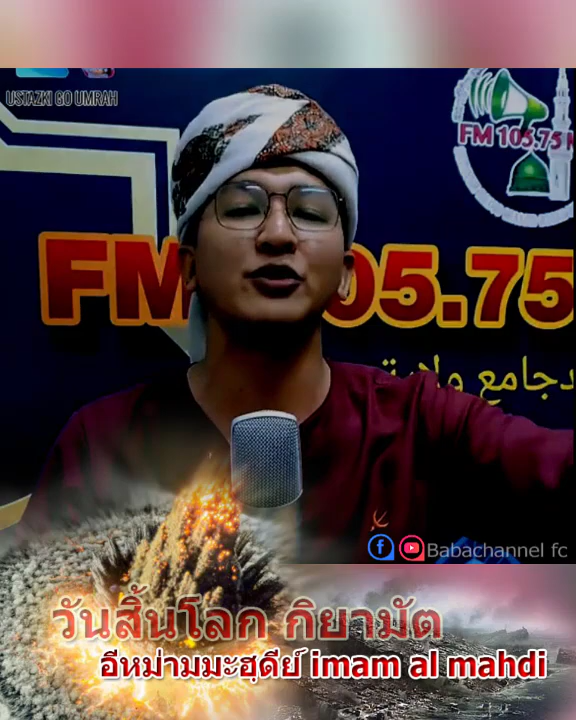 USTAZKI GO UMRAH
FM 105.75
FM 105.75
دجامع
Babachannel fc
วันสิ้นโลก กิยามัต
อีหม่ามมะฮฺดีย์ imam al mahdi